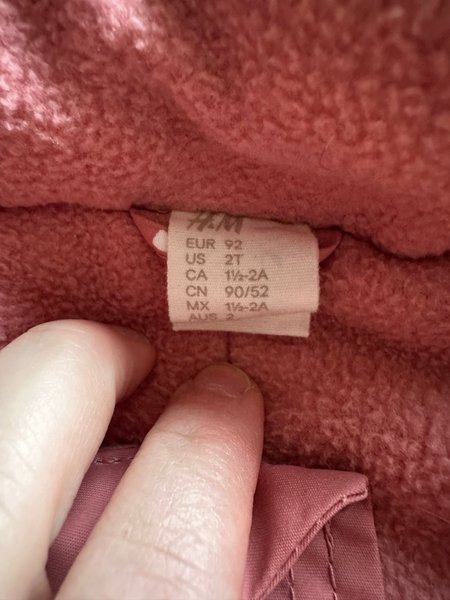 H&M
EUR 92
US 2T
CA 1½-2A
CN 90/52
MX 1½-2A
AUS 2